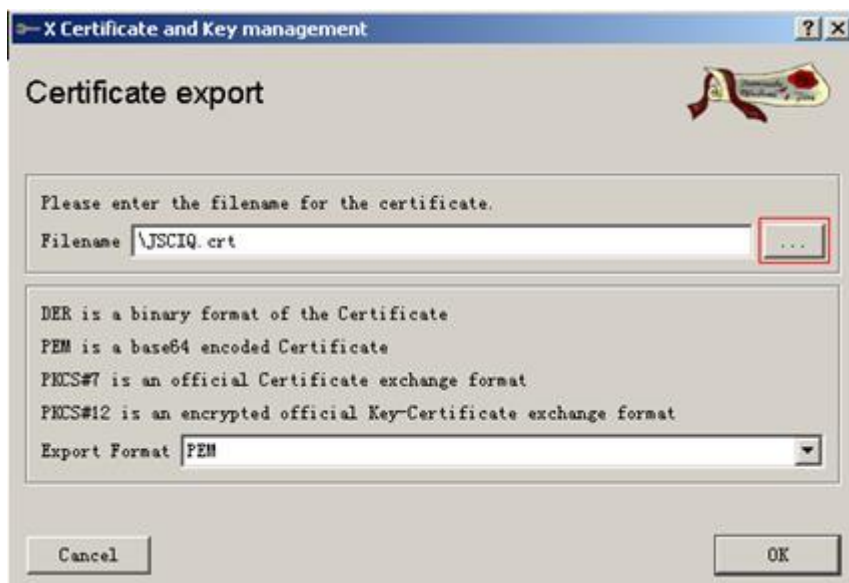 X Certificate and Key management
Certificate export
Please enter the filename for the certificate.
Filename \JSCIQ.crt ...
DER is a binary format of the Certificate
PEM is a base64 encoded Certificate
PKCS#7 is an official Certificate exchange format
PKCS#12 is an encrypted official Key-Certificate exchange format
Export Format PEM
Cancel OK